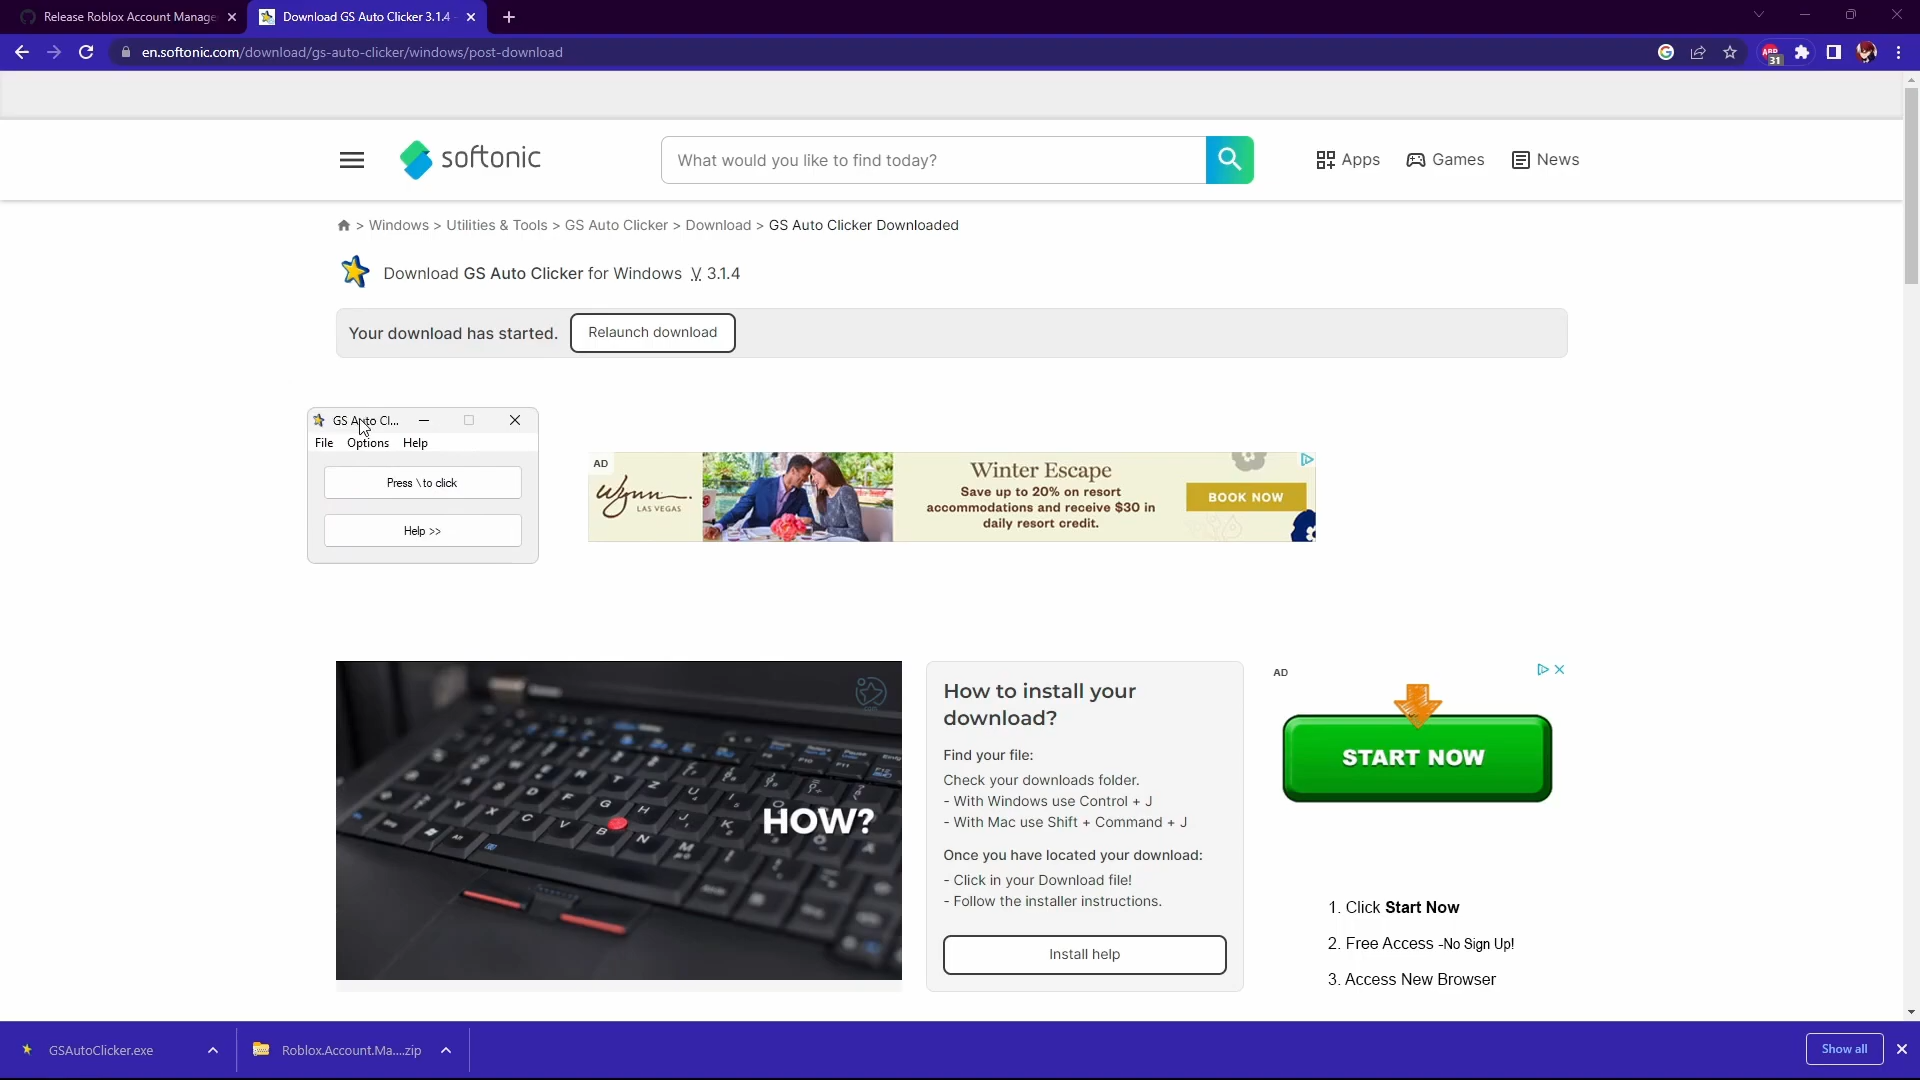 Release Roblox Account Manage
Download GS Auto Clicker 3.1.4
en.softonic.com/download/gs-auto-clicker/windows/post-download
ABP
31
softonic
What would you like to find today?
Apps
Games
News
> Windows > Utilities & Tools > GS Auto Clicker > Download > GS Auto Clicker Downloaded
Download GS Auto Clicker for Windows V 3.1.4
Your download has started.
Relaunch download
GS Auto Cl...
File Options Help
Press \ to click
Help >>
AD
Wynn
LAS VEGAS
Winter Escape
Save up to 20% on resort
accommodations and receive $30 in
daily resort credit.
BOOK NOW
HOW?
How to install your
download?
Find your file:
Check your downloads folder.
- With Windows use Control + J
- With Mac use Shift + Command + J
Once you have located your download:
- Click in your Download file!
- Follow the installer instructions.
Install help
AD
START NOW
1. Click Start Now
2. Free Access -No Sign Up!
3. Access New Browser
GSAutoClicker.exe
Roblox.Account.Ma....zip
Show all